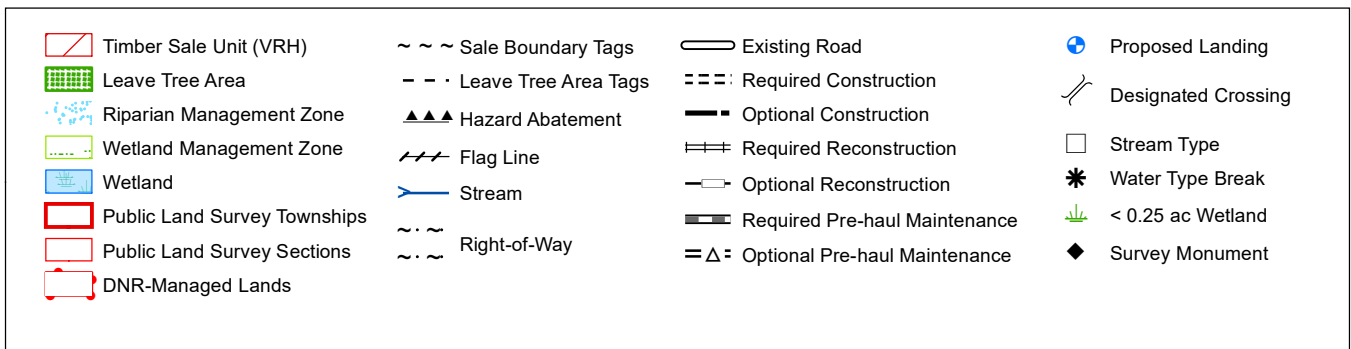 Timber Sale Unit (VRH)
Leave Tree Area
Riparian Management Zone
Wetland Management Zone
Wetland
Public Land Survey Townships
Public Land Survey Sections
DNR-Managed Lands
Sale Boundary Tags
Leave Tree Area Tags
Hazard Abatement
Flag Line
Stream
Right-of-Way
Existing Road
Required Construction
Optional Construction
Required Reconstruction
Optional Reconstruction
Required Pre-haul Maintenance
Optional Pre-haul Maintenance
Proposed Landing
Designated Crossing
Stream Type
Water Type Break
< 0.25 ac Wetland
Survey Monument